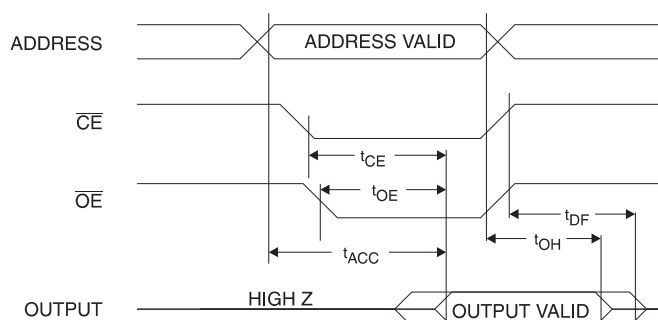 ADDRESS
ADDRESS VALID
CE
tCE
OE
tOE
tDF
tOH
tACC
OUTPUT
HIGH Z
OUTPUT VALID